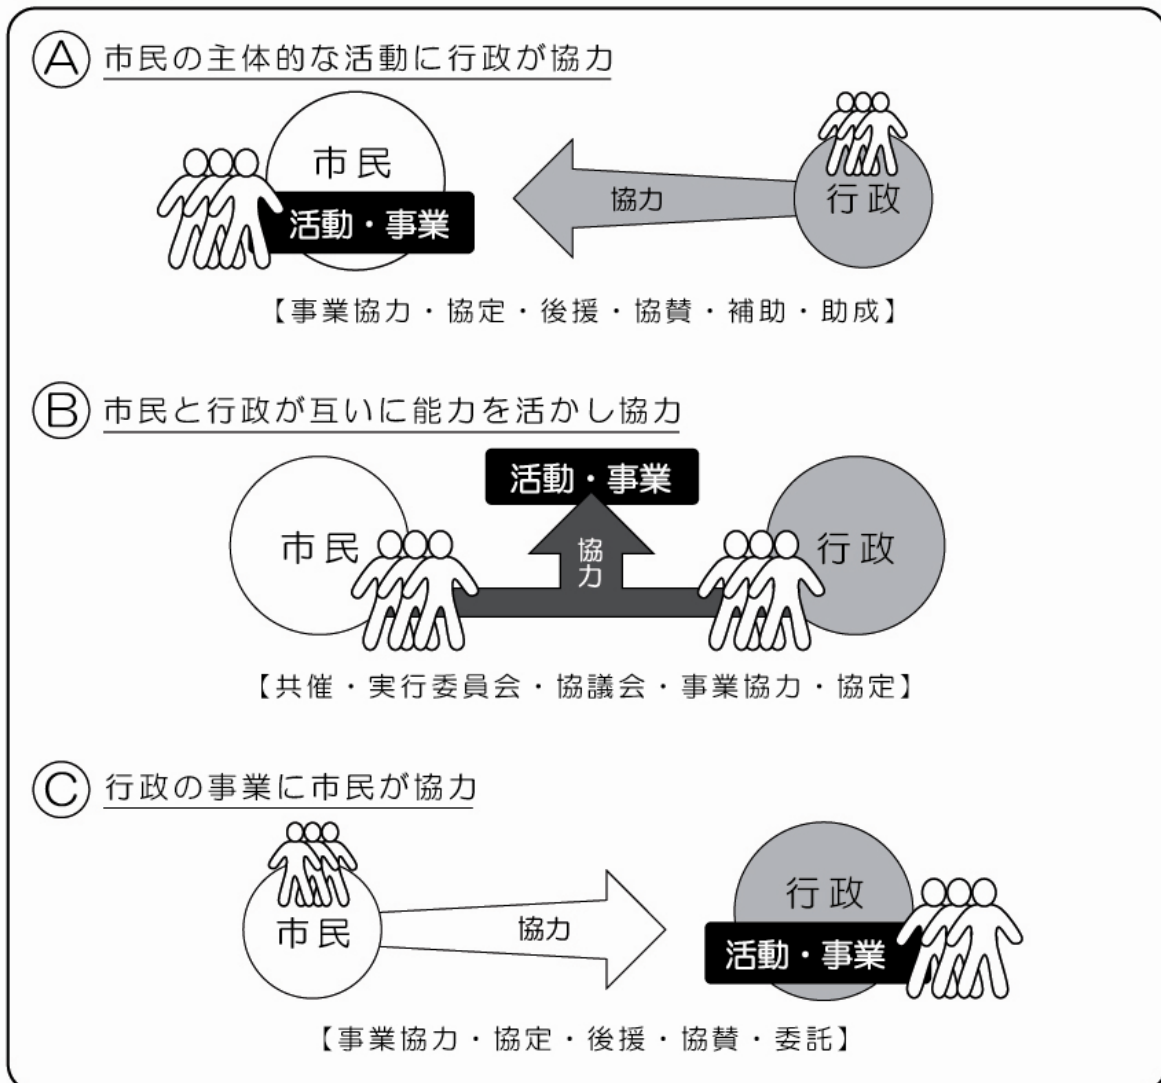 Ⓐ 市民の主体的な活動に行政が協力
市民
活動・事業
協力
行政
【事業協力・協定・後援・協賛・補助・助成】
Ⓑ 市民と行政が互いに能力を活かし協力
活動・事業
市民
協力
行政
【共催・実行委員会・協議会・事業協力・協定】
Ⓒ 行政の事業に市民が協力
市民
協力
行政
活動・事業
【事業協力・協定・後援・協賛・委託】